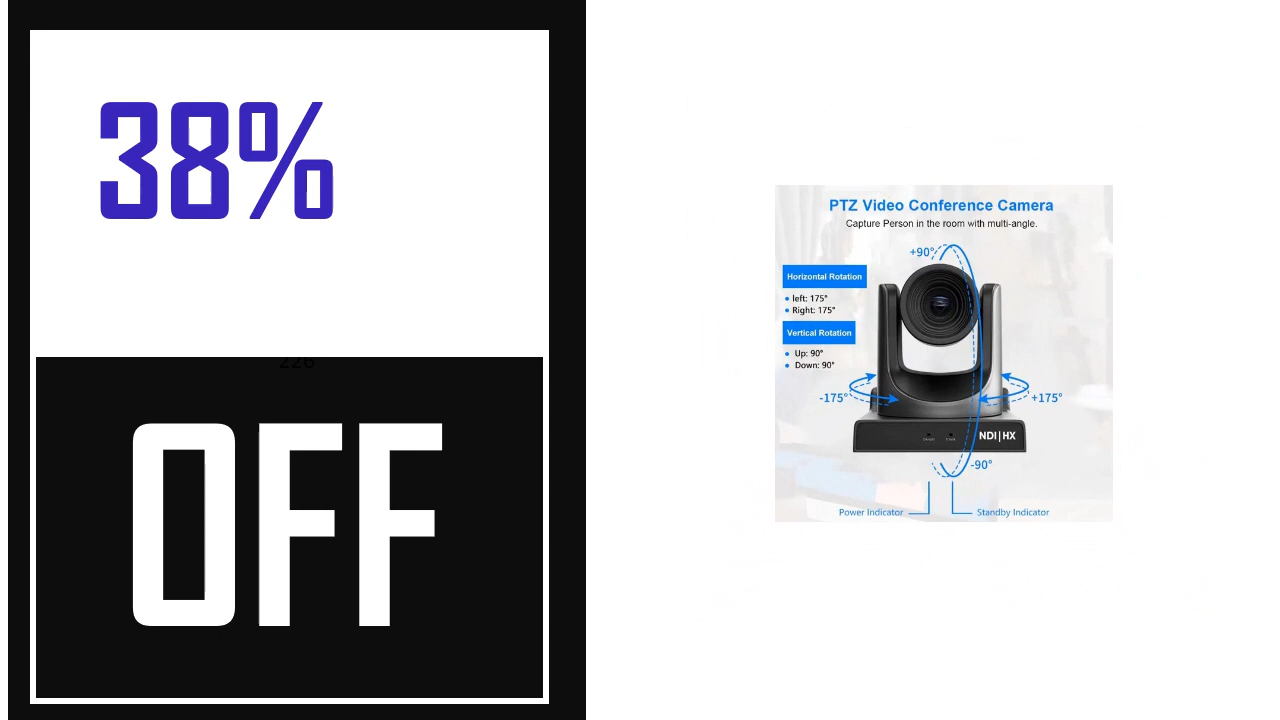 38%
226
OFF
PTZ Video Conference Camera
Capture Person in the room with multi-angle.
+90°
Horizontal Rotation
left: 175°
Right: 175°
Vertical Rotation
Up: 90°
Down: 90°
-175°
+175°
NDI|HX
-90°
Power Indicator
Standby Indicator